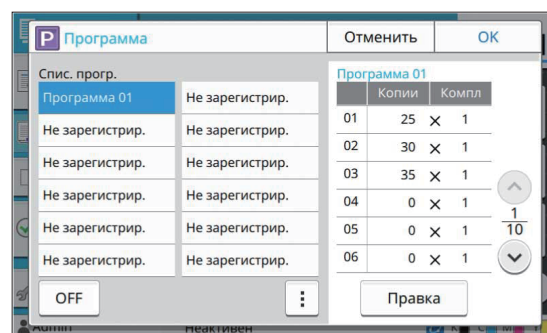 P Программа
Отменить
OK
Спис. прогр.
Программа 01
Не зарегистрир.
Не зарегистрир.
Не зарегистрир.
Не зарегистрир.
Не зарегистрир.
Не зарегистрир.
Не зарегистрир.
Не зарегистрир.
Не зарегистрир.
Не зарегистрир.
Не зарегистрир.
OFF
Программа 01
Копии Компл
01 25 × 1
02 30 × 1
03 35 × 1
04 0 × 1
05 0 × 1
06 0 × 1
1
10
Правка
Admin Неактивен